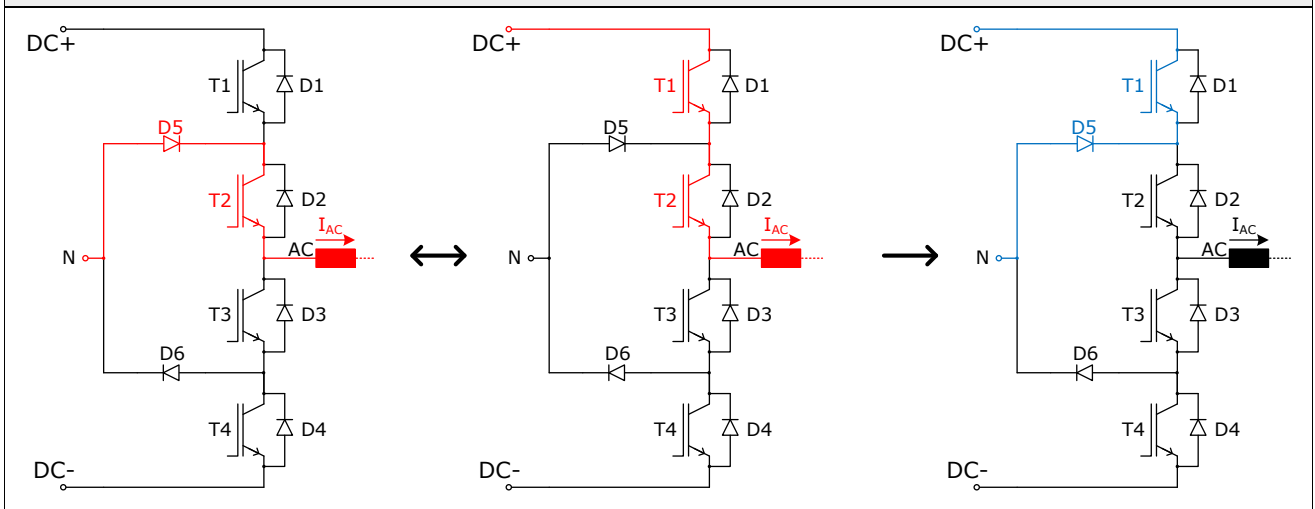 DC+
T1
D1
D5
T2
D2
I_AC
N
AC
T3
D3
D6
T4
D4
DC-
DC+
T1
D1
D5
T2
D2
I_AC
N
AC
T3
D3
D6
T4
D4
DC-
DC+
T1
D1
D5
T2
D2
I_AC
N
AC
T3
D3
D6
T4
D4
DC-